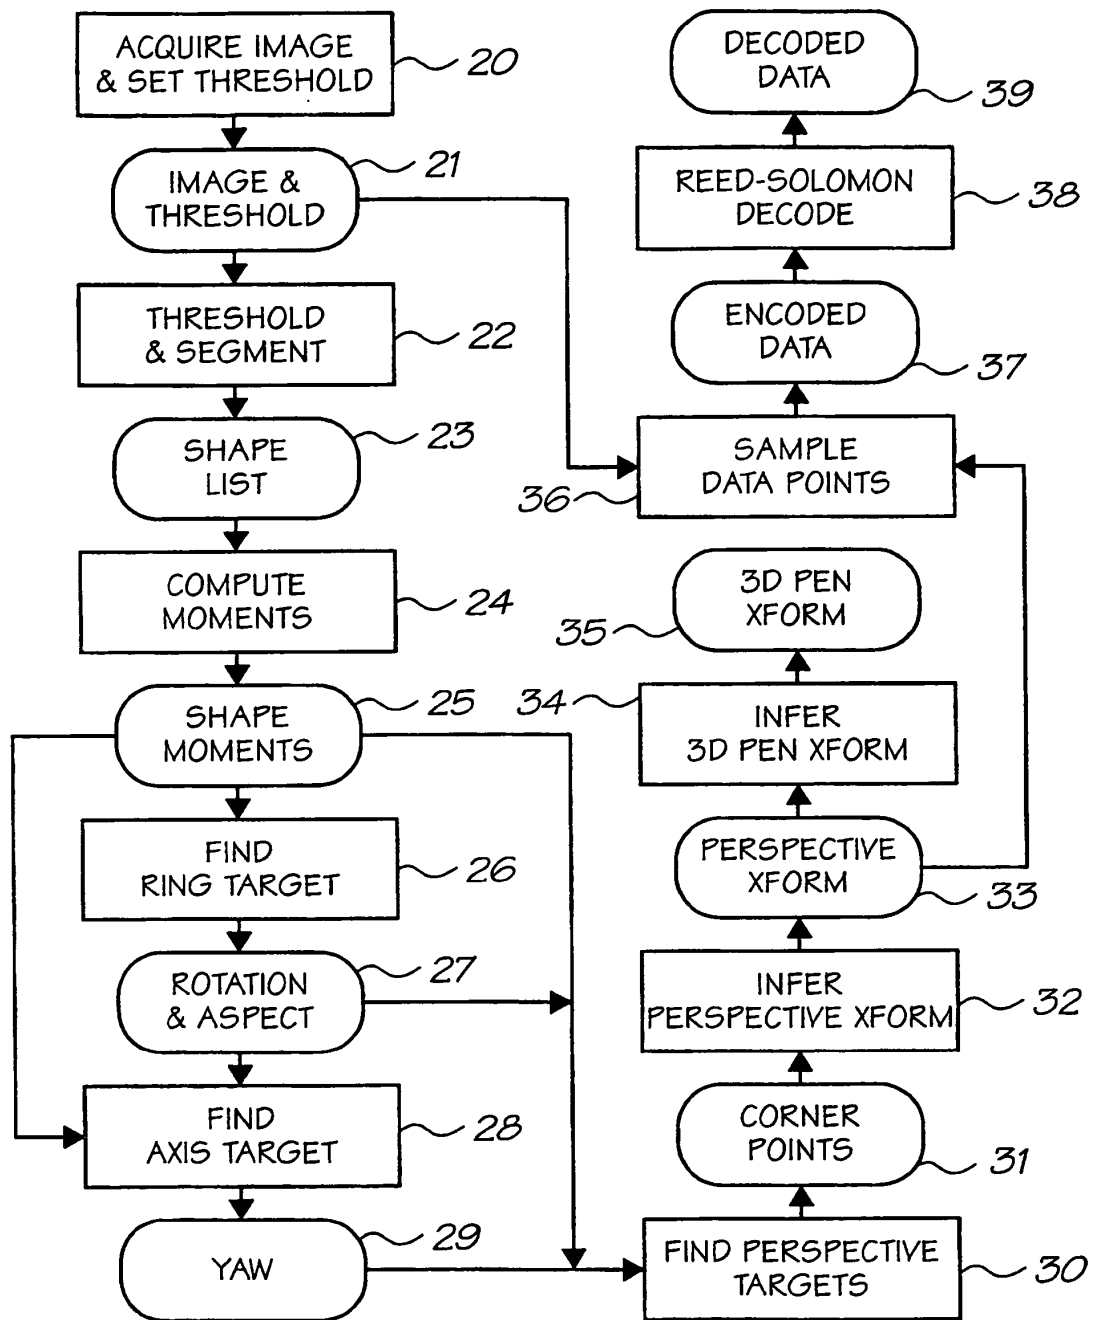 ACQUIRE IMAGE
& SET THRESHOLD
20
IMAGE &
THRESHOLD
21
THRESHOLD
& SEGMENT
22
SHAPE
LIST
23
COMPUTE
MOMENTS
24
SHAPE
MOMENTS
25
FIND
RING TARGET
26
ROTATION
& ASPECT
27
FIND
AXIS TARGET
28
YAW
29
DECODED
DATA
39
REED-SOLOMON
DECODE
38
ENCODED
DATA
37
SAMPLE
DATA POINTS
36
3D PEN
XFORM
35
34
INFER
3D PEN XFORM
PERSPECTIVE
XFORM
33
INFER
PERSPECTIVE XFORM
32
CORNER
POINTS
31
FIND PERSPECTIVE
TARGETS
30